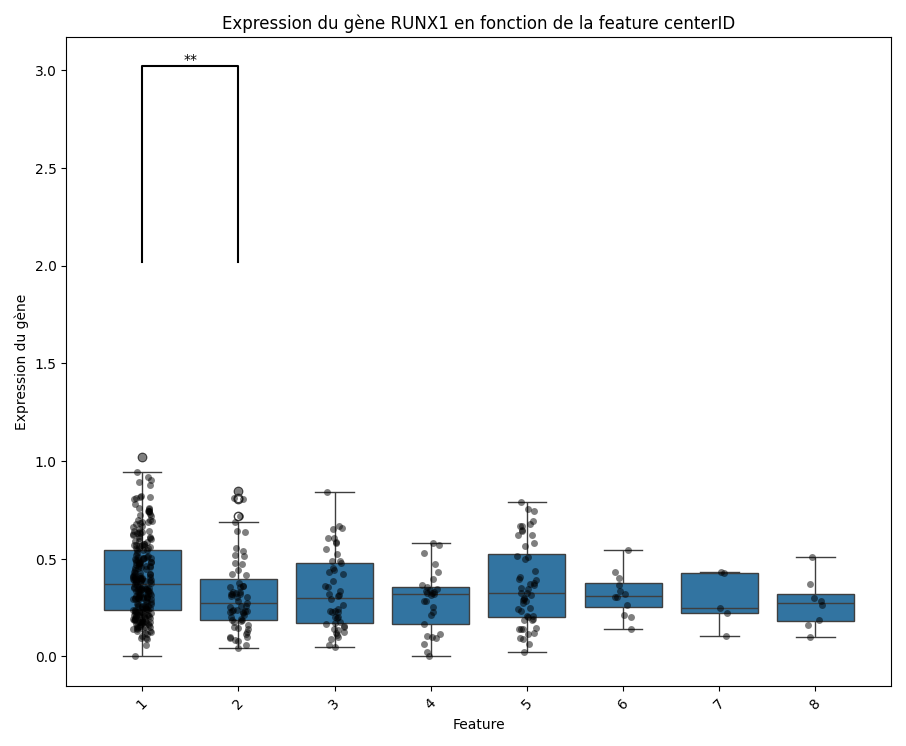 Expression du gène RUNX1 en fonction de la feature centerID
**
3.0
2.5
2.0
1.5
1.0
0.5
0.0
Expression du gène
1 2 3 4 5 6 7 8
Feature